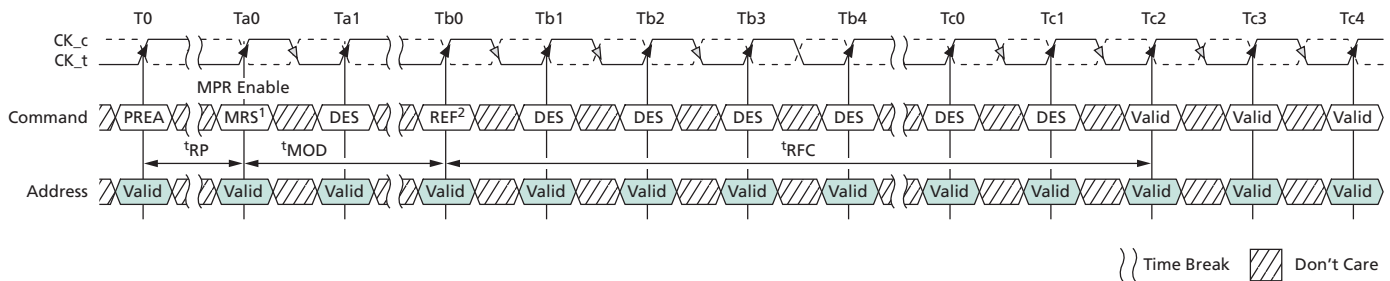 T0 Ta0 Ta1 Tb0 Tb1 Tb2 Tb3 Tb4 Tc0 Tc1 Tc2 Tc3 Tc4
CK_c
CK_t
MPR Enable
Command PREA MRS1 DES REF2 DES DES DES DES DES DES Valid Valid Valid
tRP tMOD tRFC
Address Valid Valid Valid Valid Valid Valid Valid Valid Valid Valid Valid Valid Valid
Time Break Don't Care